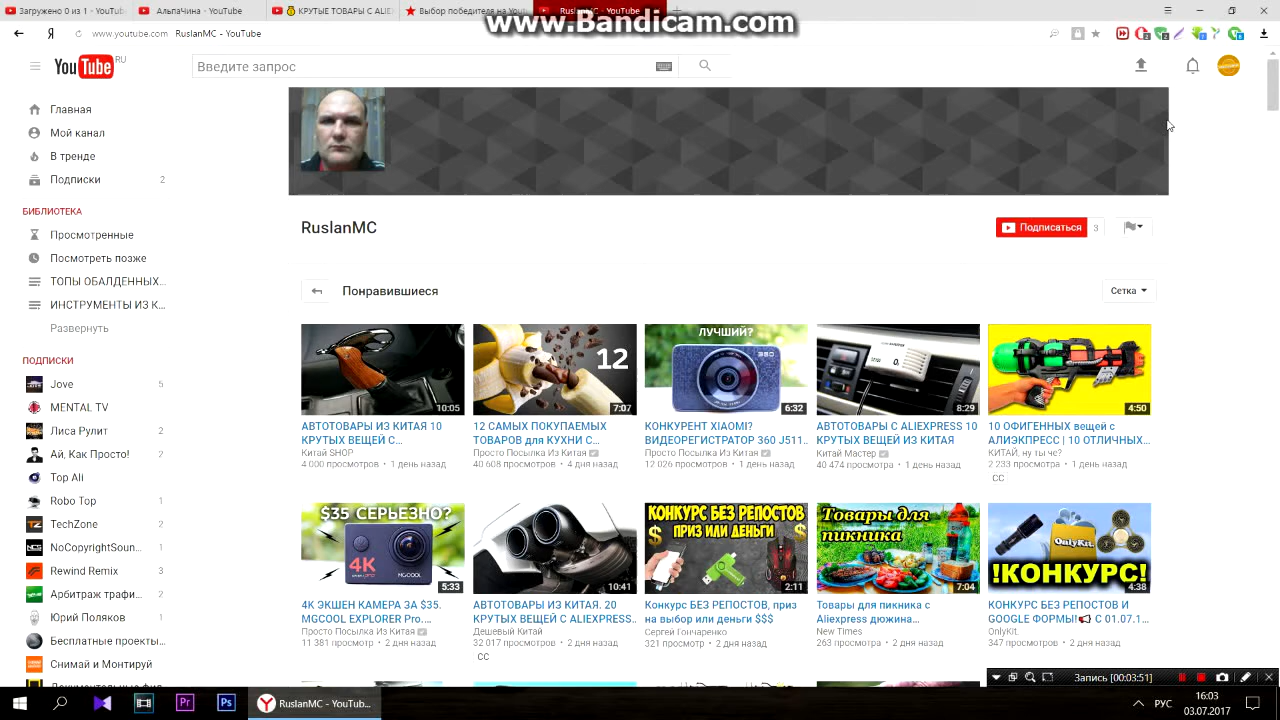 Загружено 0 из 1 - Yout
Альпачина - YouTube
КРУТЫЕ ТОВАРЫ С ALIE
Выбор победителя на You
RuslanMC - YouTube
www.Bandicam.com
www.youtube.com RuslanMC - YouTube
YouTube RU
Введите запрос
Главная
Мой канал
В тренде
Подписки 2
БИБЛИОТЕКА
Просмотренные
Посмотреть позже
ТОПЫ ОБАЛДЕННЫХ...
ИНСТРУМЕНТЫ ИЗ К...
Развернуть
ПОДПИСКИ
Jove 5
MENTAL TV
Лиса Рулит 2
Ай, Как Просто! 2
Top Ali
Robo Top 1
TechZone 2
NoCopyrightSoun... 1
Rewind Remix 3
Арбитраж трафи... 2
Юрий Поляков 1
Бесплатные проекты...
Снимай и Монтируй
RuslanMC
Подписаться 3
Понравившиеся
Сетка
10:05
АВТОТОВАРЫ ИЗ КИТАЯ 10
КРУТЫХ ВЕЩЕЙ С...
Китай SHOP
4 000 просмотров • 1 день назад
12
7:07
12 САМЫХ ПОКУПАЕМЫХ
ТОВАРОВ для КУХНИ С...
Просто Посылка Из Китая
40 608 просмотров • 1 день назад
ЛУЧШИЙ?
360
6:32
КОНКУРЕНТ XIAOMI?
ВИДЕОРЕГИСТРАТОР 360 J511...
Просто Посылка Из Китая
12 026 просмотров • 1 день назад
8:29
АВТОТОВАРЫ С ALIEXPRESS 10
КРУТЫХ ВЕЩЕЙ ИЗ КИТАЯ
Китай Мастер
40 474 просмотра • 1 день назад
4:50
10 ОФИГЕННЫХ вещей с
АЛИЭКПРЕСС | 10 ОТЛИЧНЫХ...
КИТАЙ, ну ты че?
2 233 просмотра • 1 день назад
CC
$35 СЕРЬЕЗНО?
4K
MGCOOL
5:33
4К ЭКШЕН КАМЕРА ЗА $35.
MGCOOL EXPLORER Pro....
Просто Посылка Из Китая
11 381 просмотр • 2 дня назад
10:41
АВТОТОВАРЫ ИЗ КИТАЯ. 20
КРУТЫХ ВЕЩЕЙ С ALIEXPRESS...
Дешевый Китай
32 017 просмотров • 2 дня назад
CC
КОНКУРС БЕЗ РЕПОСТОВ
ПРИЗ ИЛИ ДЕНЬГИ
2:11
Конкурс БЕЗ РЕПОСТОВ, приз
на выбор или деньги $$$
Сергей Гончаренко
321 просмотр • 2 дня назад
Товары для
пикника
7:04
Товары для пикника с
Aliexpress дюжина...
New Times
263 просмотра • 2 дня назад
OnlyKit.
!КОНКУРС!
4:38
КОНКУРС БЕЗ РЕПОСТОВ И
GOOGLE ФОРМЫ! С 01.07.1...
OnlyKit.
347 просмотров • 2 дня назад
Запись [00:03:51]
RuslanMC - YouTub...
РУС
16:03
03.07.2017